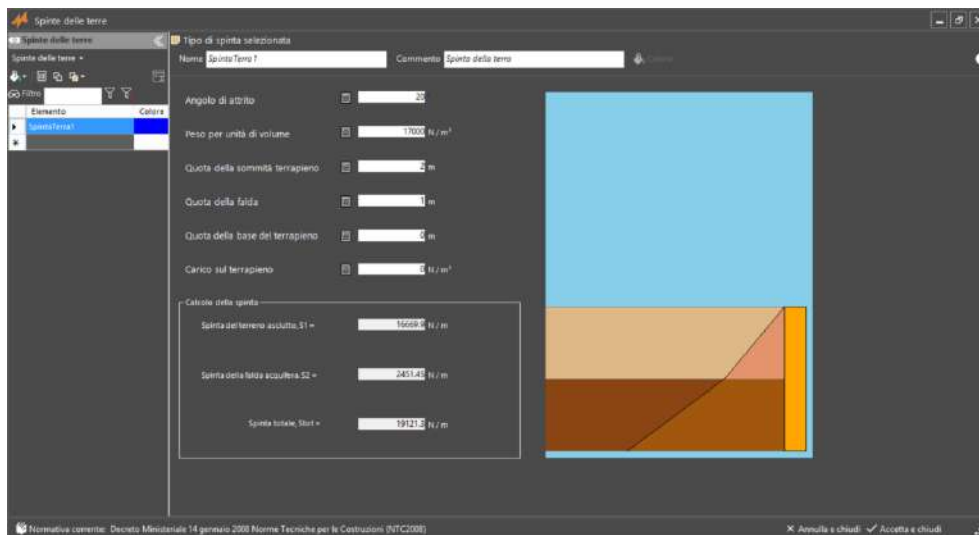 Spinte delle terre
Spinte delle terre
Tipo di spinta selezionata
Spinte delle terre
Nome SpintaTerra1 Commento Spinta della terra
Filtro
Elemento Colore
SpintaTerra1
Angolo di attrito 20
Peso per unità di volume 17000 N / m³
Quota della sommità terrapieno 2 m
Quota della falda 1 m
Quota della base del terrapieno 0 m
Carico sul terrapieno 0
Calcolo della spinta
Spinta del terreno asciutto, S1 = 16669.9 N / m
Spinta della falda acquifera, S2 = 2451.45 N / m
Spinta totale, Stot = 19121.3 N / m
Normativa corrente: Decreto Ministeriale 14 gennaio 2008 Norme Tecniche per le Costruzioni (NTC2008)
Annulla e chiudi Accetta e chiudi